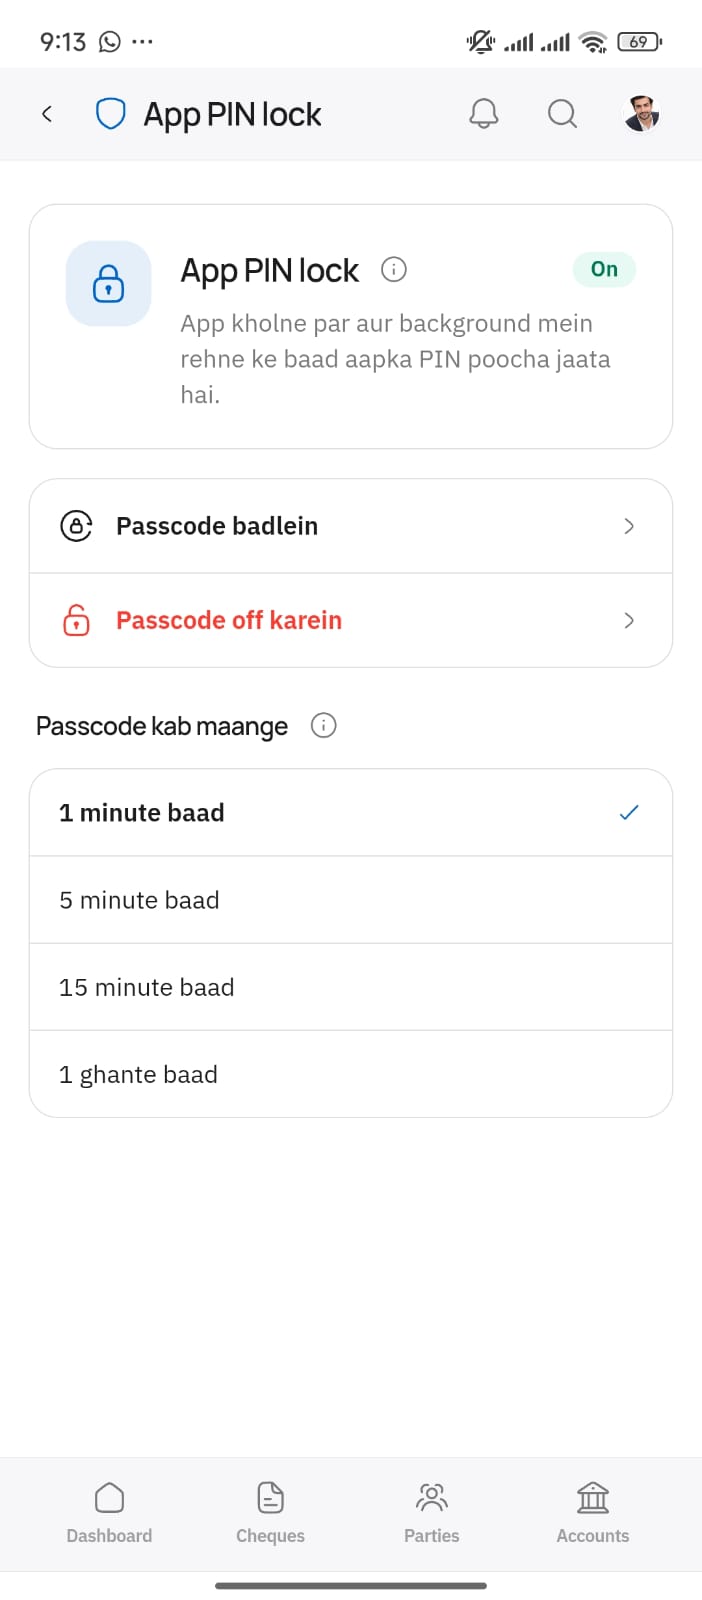 9:13
69
App PIN lock
App PIN lock
On
App kholne par aur background mein
rehne ke baad aapka PIN poocha jaata
hai.
Passcode badlein
Passcode off karein
Passcode kab maange
1 minute baad
5 minute baad
15 minute baad
1 ghante baad
Dashboard
Cheques
Parties
Accounts